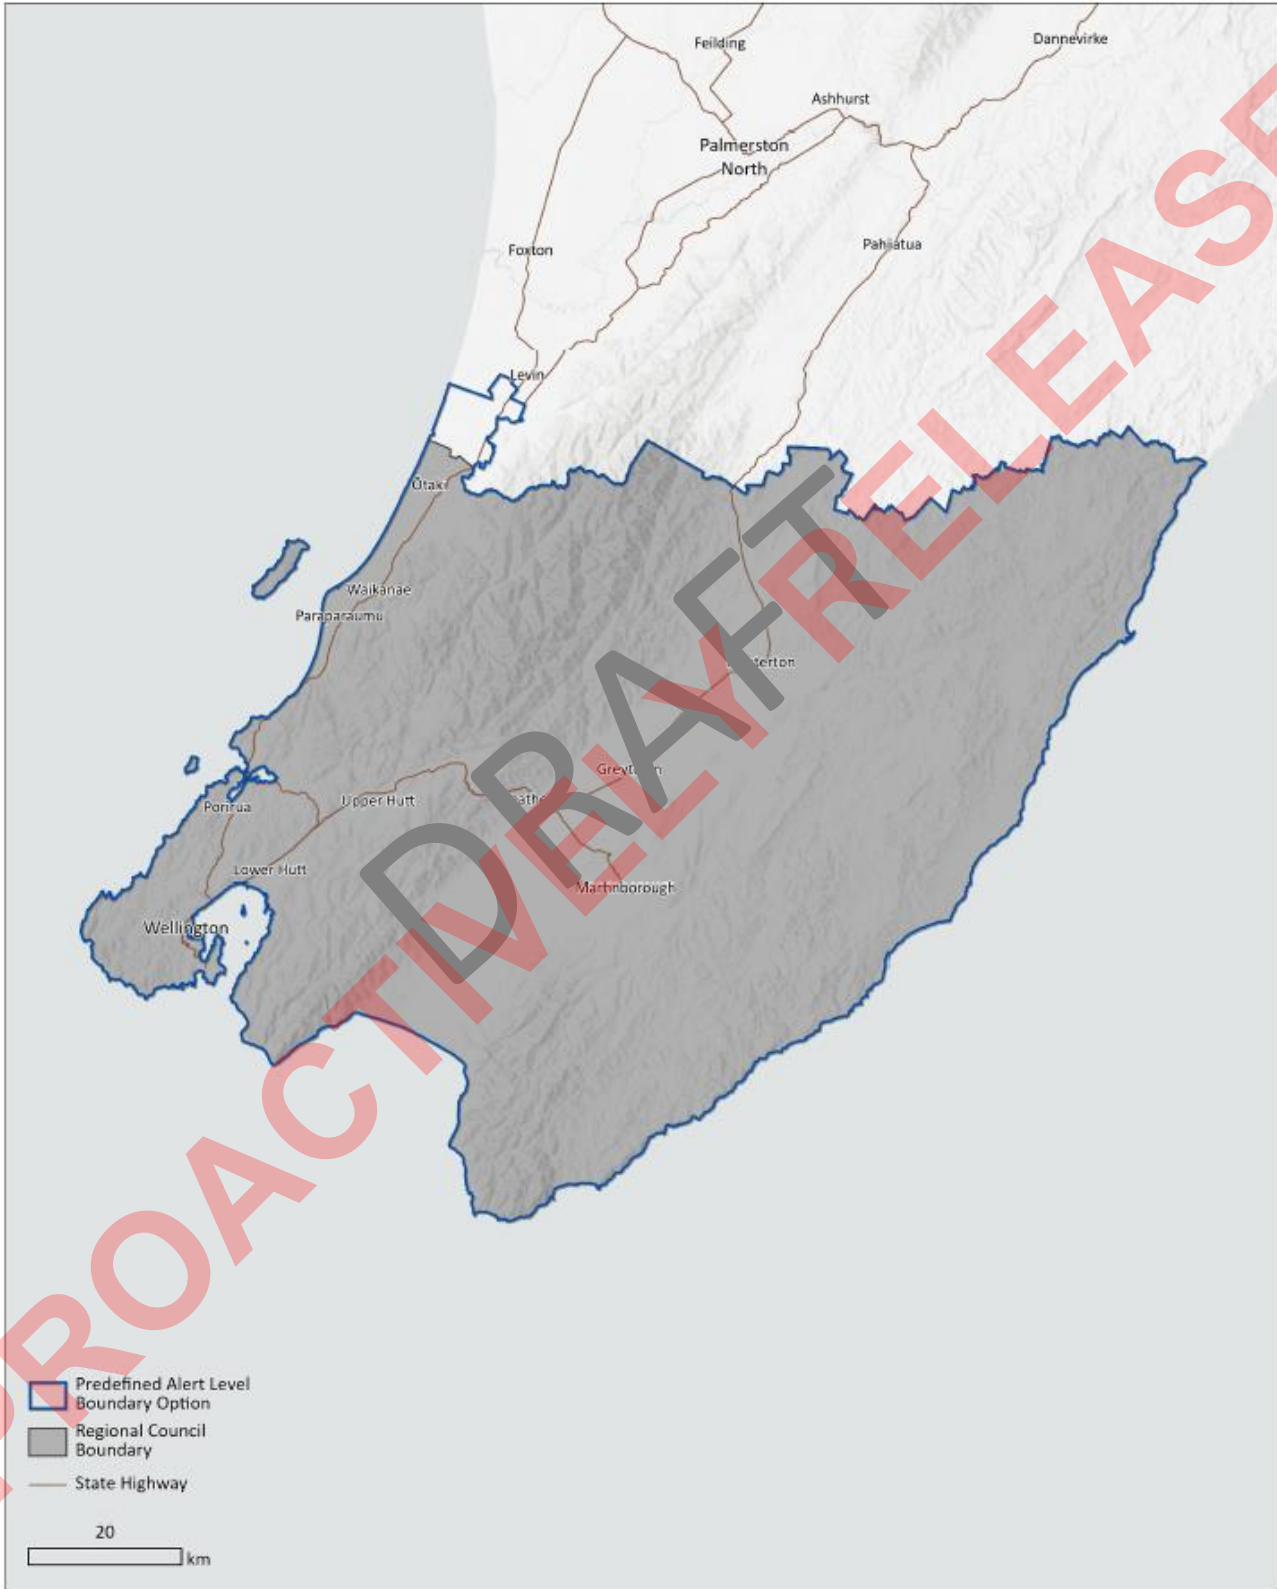 Feilding
Dannevirke
Ashhurst
Palmerston
North
Foxton
Pahiatua
Levin
Ōtaki
Waikanae
Paraparaumu
Greytown
Upper Hutt
Porirua
Lower Hutt
Martinborough
Wellington
DRAFT
PROACTIVELY RELEASE
Predefined Alert Level
Boundary Option
Regional Council
Boundary
State Highway
20
km